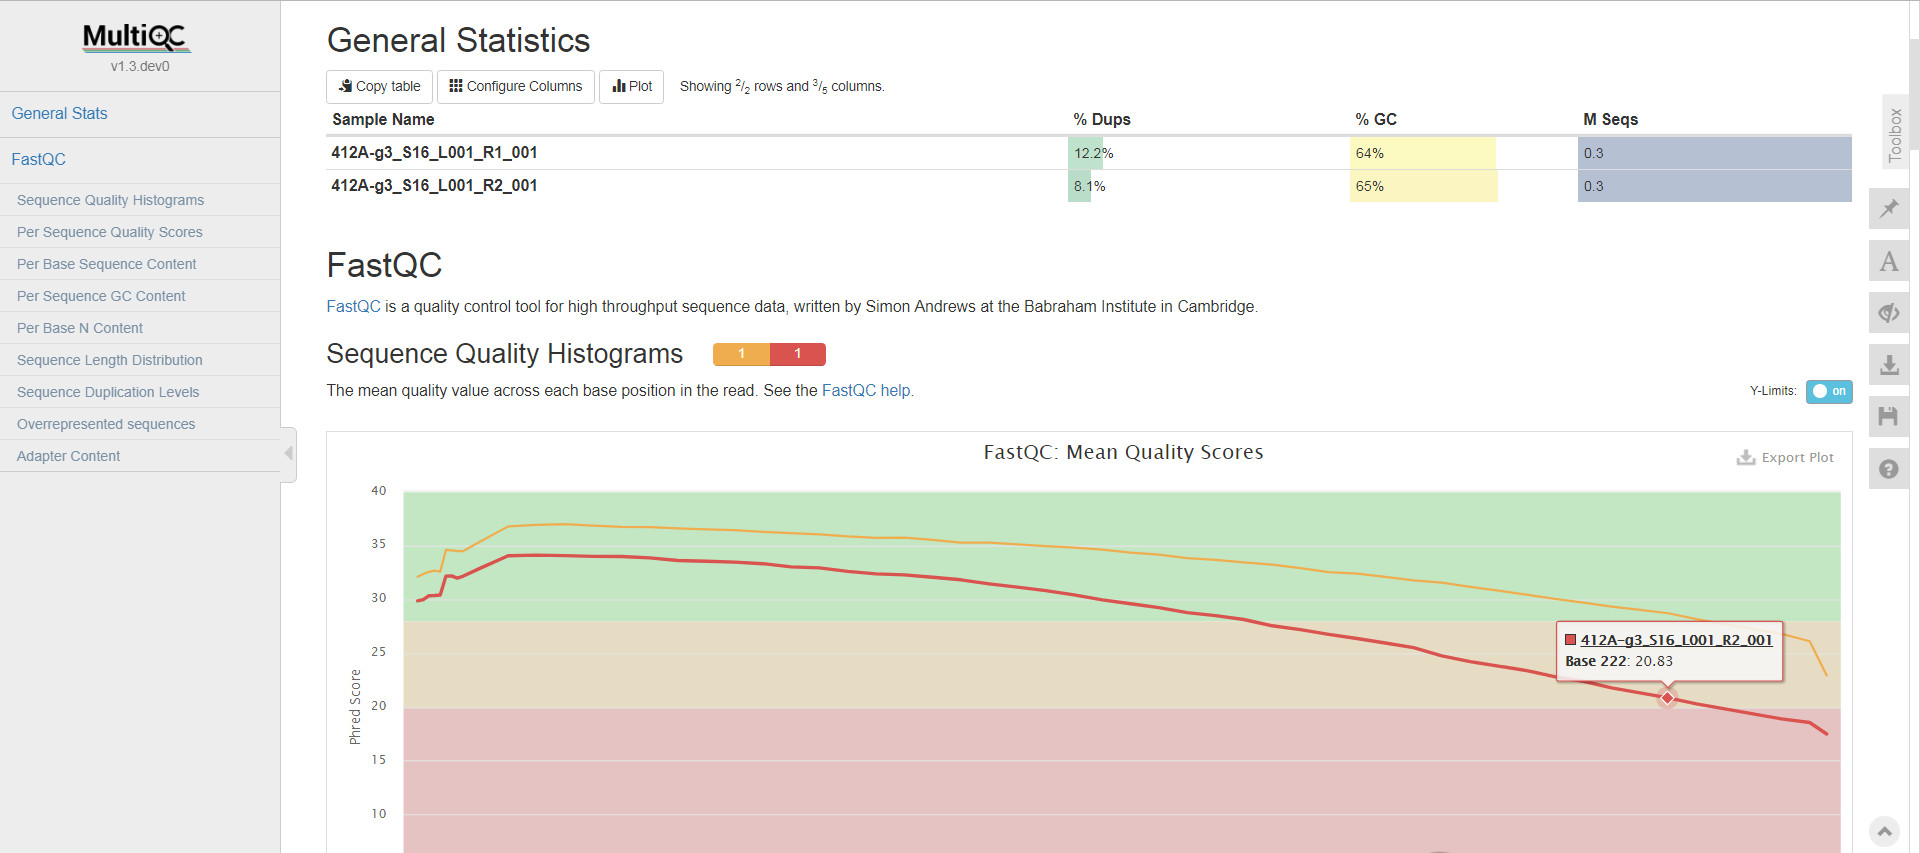 MultiQC
v1.3.dev0
General Stats
FastQC
Sequence Quality Histograms
Per Sequence Quality Scores
Per Base Sequence Content
Per Sequence GC Content
Per Base N Content
Sequence Length Distribution
Sequence Duplication Levels
Overrepresented sequences
Adapter Content
General Statistics
Copy table Configure Columns Plot Showing 2/2 rows and 3/5 columns.
Sample Name % Dups % GC M Seqs
412A-g3_S16_L001_R1_001 12.2% 64% 0.3
412A-g3_S16_L001_R2_001 8.1% 65% 0.3
FastQC
FastQC is a quality control tool for high throughput sequence data, written by Simon Andrews at the Babraham Institute in Cambridge.
Sequence Quality Histograms 1 1
The mean quality value across each base position in the read. See the FastQC help.
Y-Limits: on
FastQC: Mean Quality Scores
Export Plot
40
35
30
25
20
15
10
Phred Score
412A-g3_S16_L001_R2_001
Base 222: 20.83
Toolbox
A
?